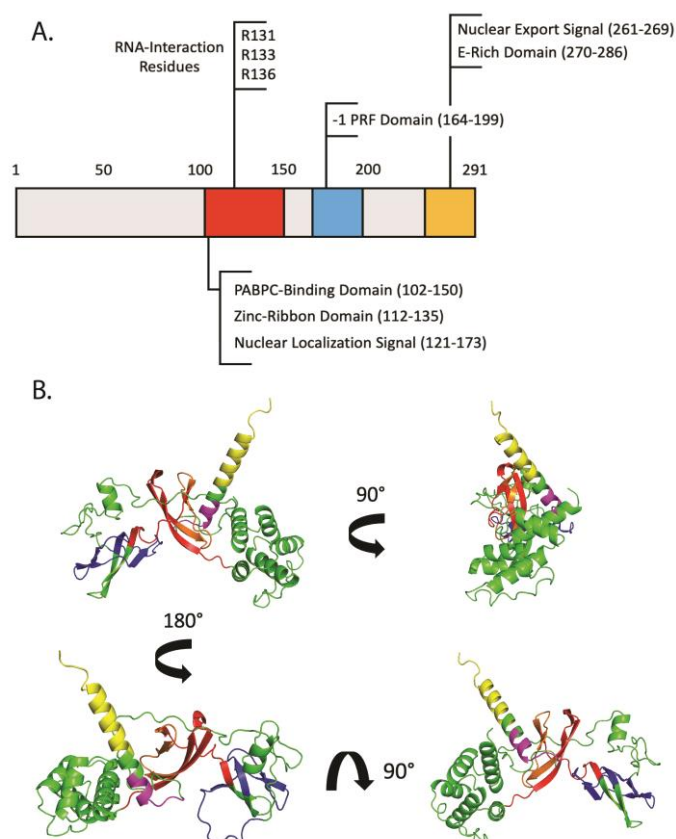 A.
RNA-Interaction
Residues
R131
R133
R136
Nuclear Export Signal (261-269)
E-Rich Domain (270-286)
-1 PRF Domain (164-199)
1 50 100 150 200 291
PABPC-Binding Domain (102-150)
Zinc-Ribbon Domain (112-135)
Nuclear Localization Signal (121-173)
B.
90°
180°
90°